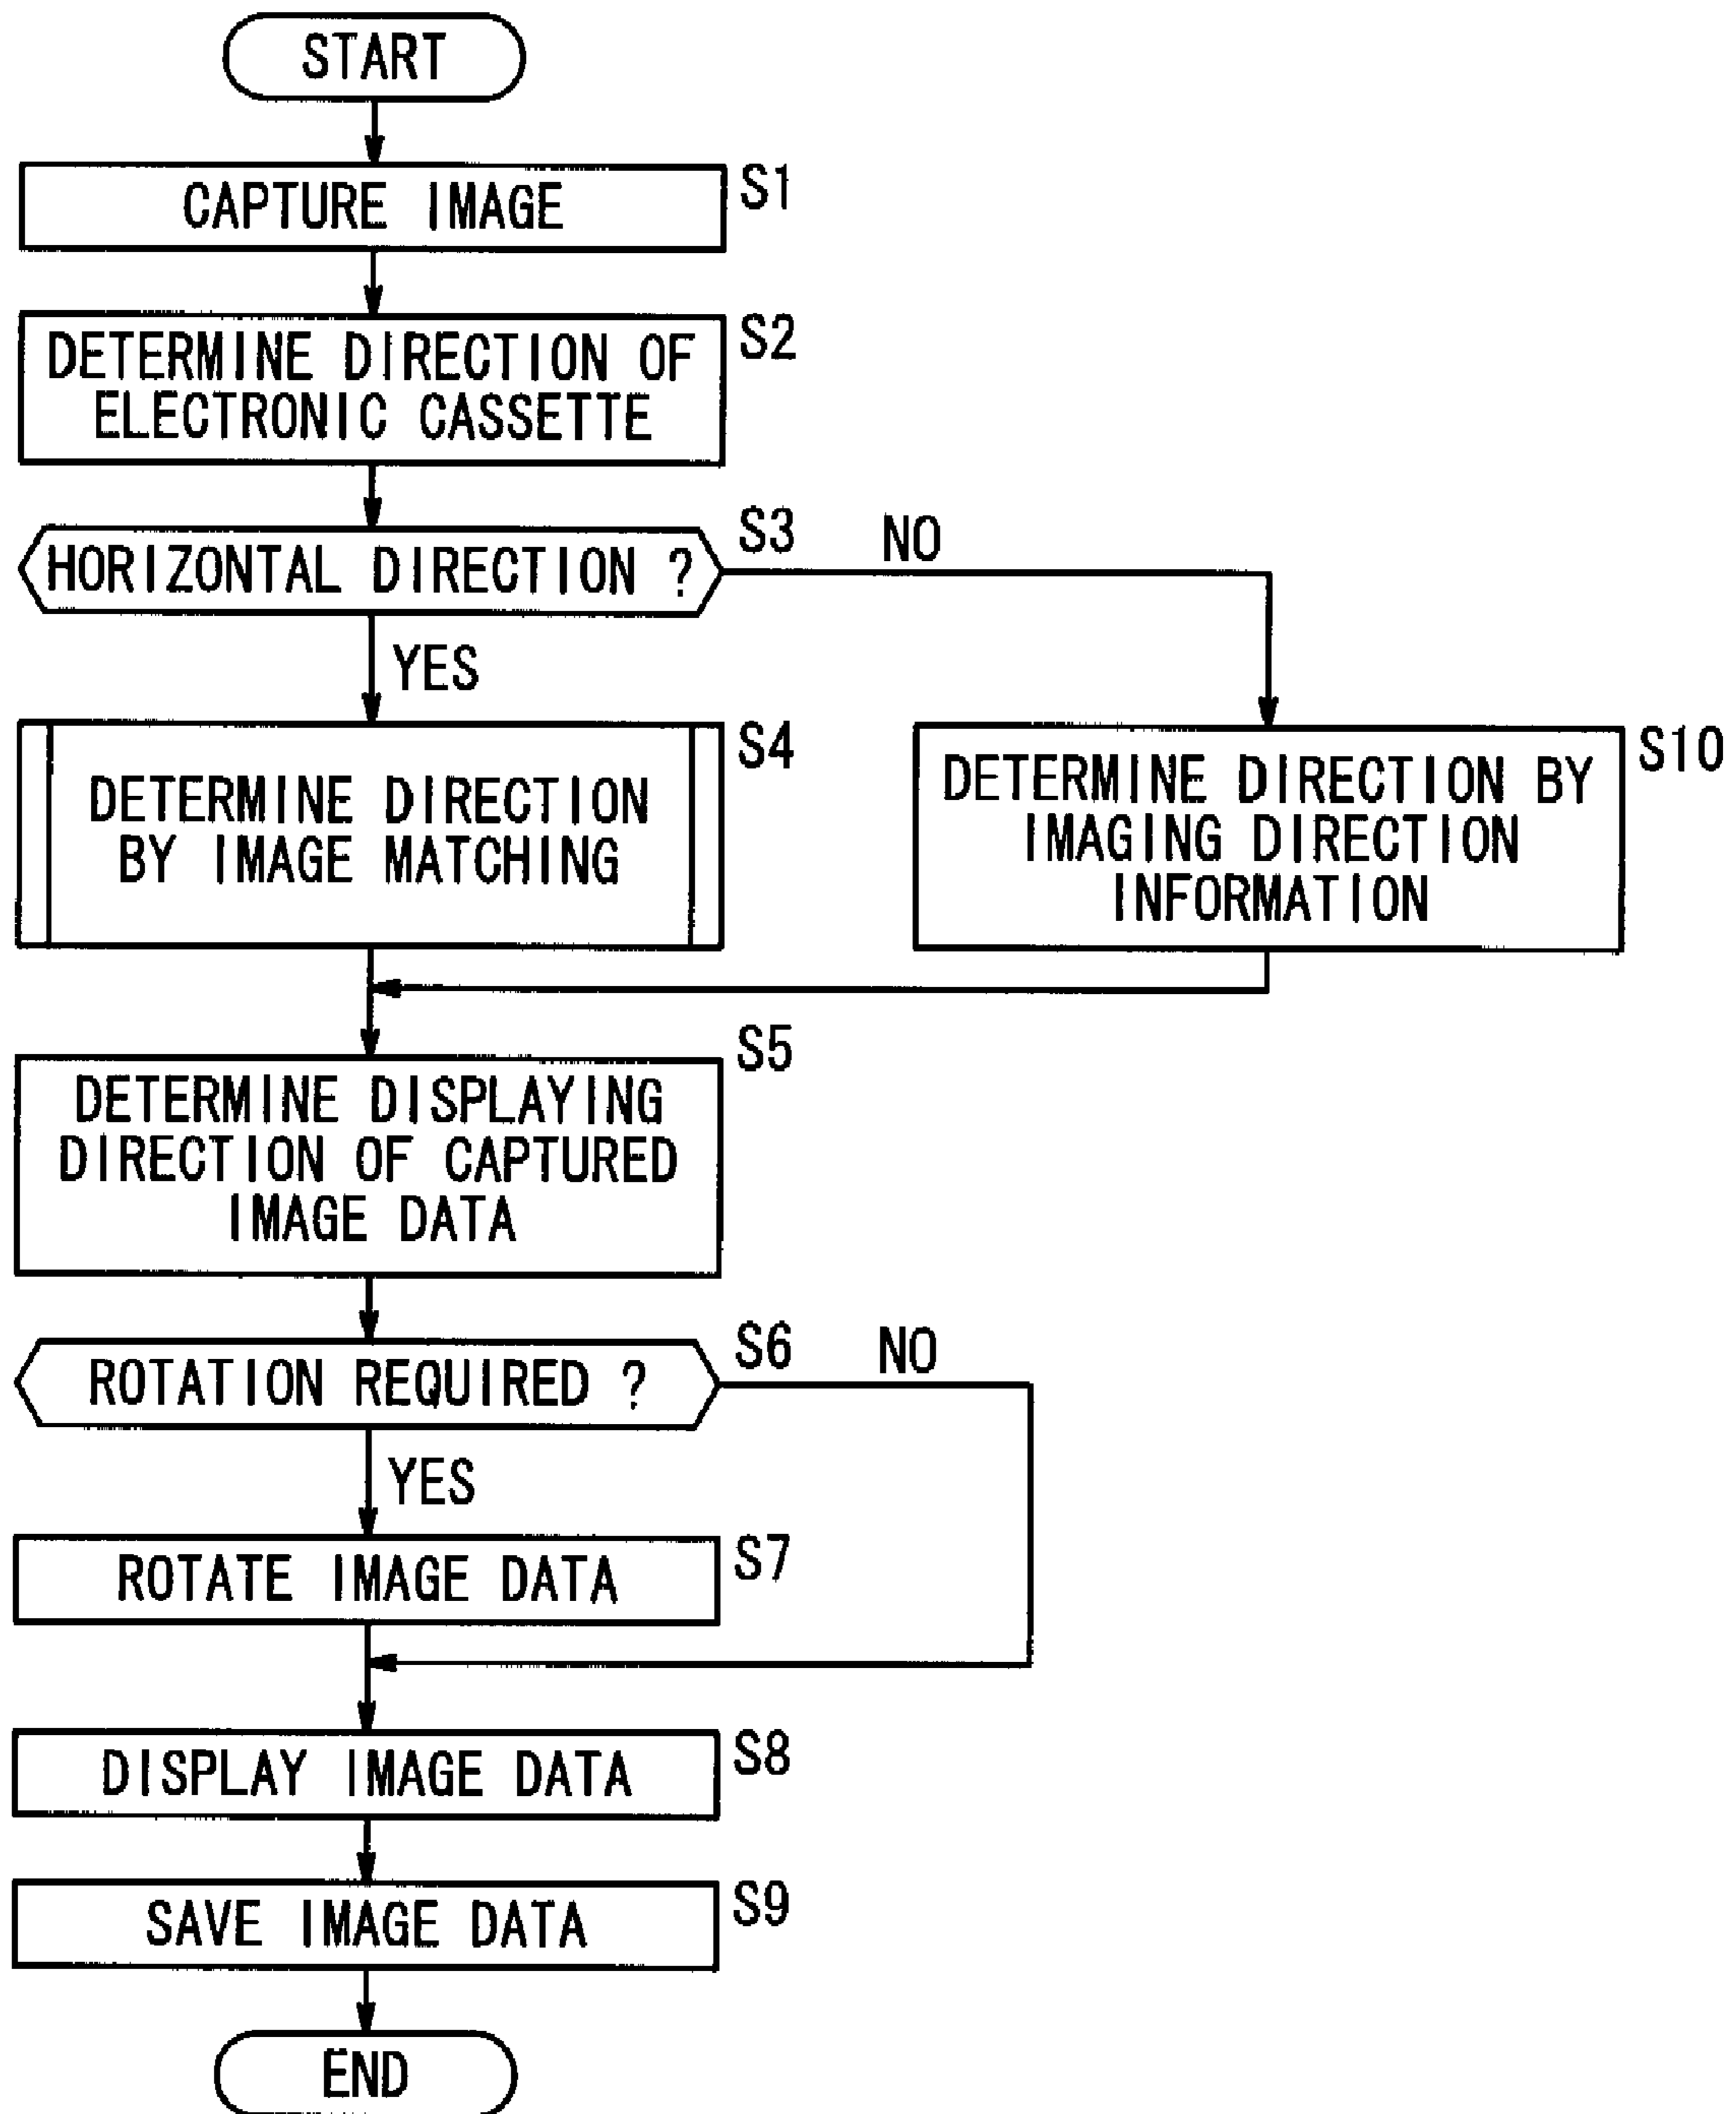 START
CAPTURE IMAGE
S1
DETERMINE DIRECTION OF
ELECTRONIC CASSETTE
S2
HORIZONTAL DIRECTION ?
S3
NO
YES
DETERMINE DIRECTION
BY IMAGE MATCHING
S4
DETERMINE DIRECTION BY
IMAGING DIRECTION
INFORMATION
S10
DETERMINE DISPLAYING
DIRECTION OF CAPTURED
IMAGE DATA
S5
ROTATION REQUIRED ?
S6
NO
YES
ROTATE IMAGE DATA
S7
DISPLAY IMAGE DATA
S8
SAVE IMAGE DATA
S9
END